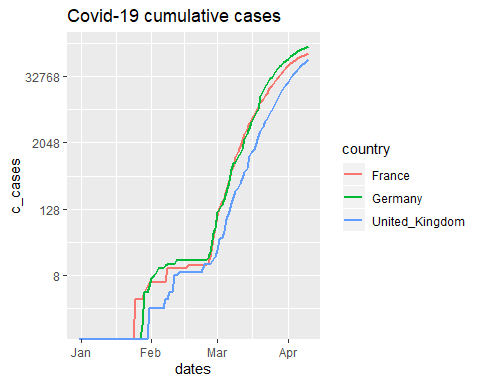 Covid-19 cumulative cases
c_cases
32768
2048
128
8
Jan Feb Mar Apr
dates
country
France
Germany
United_Kingdom